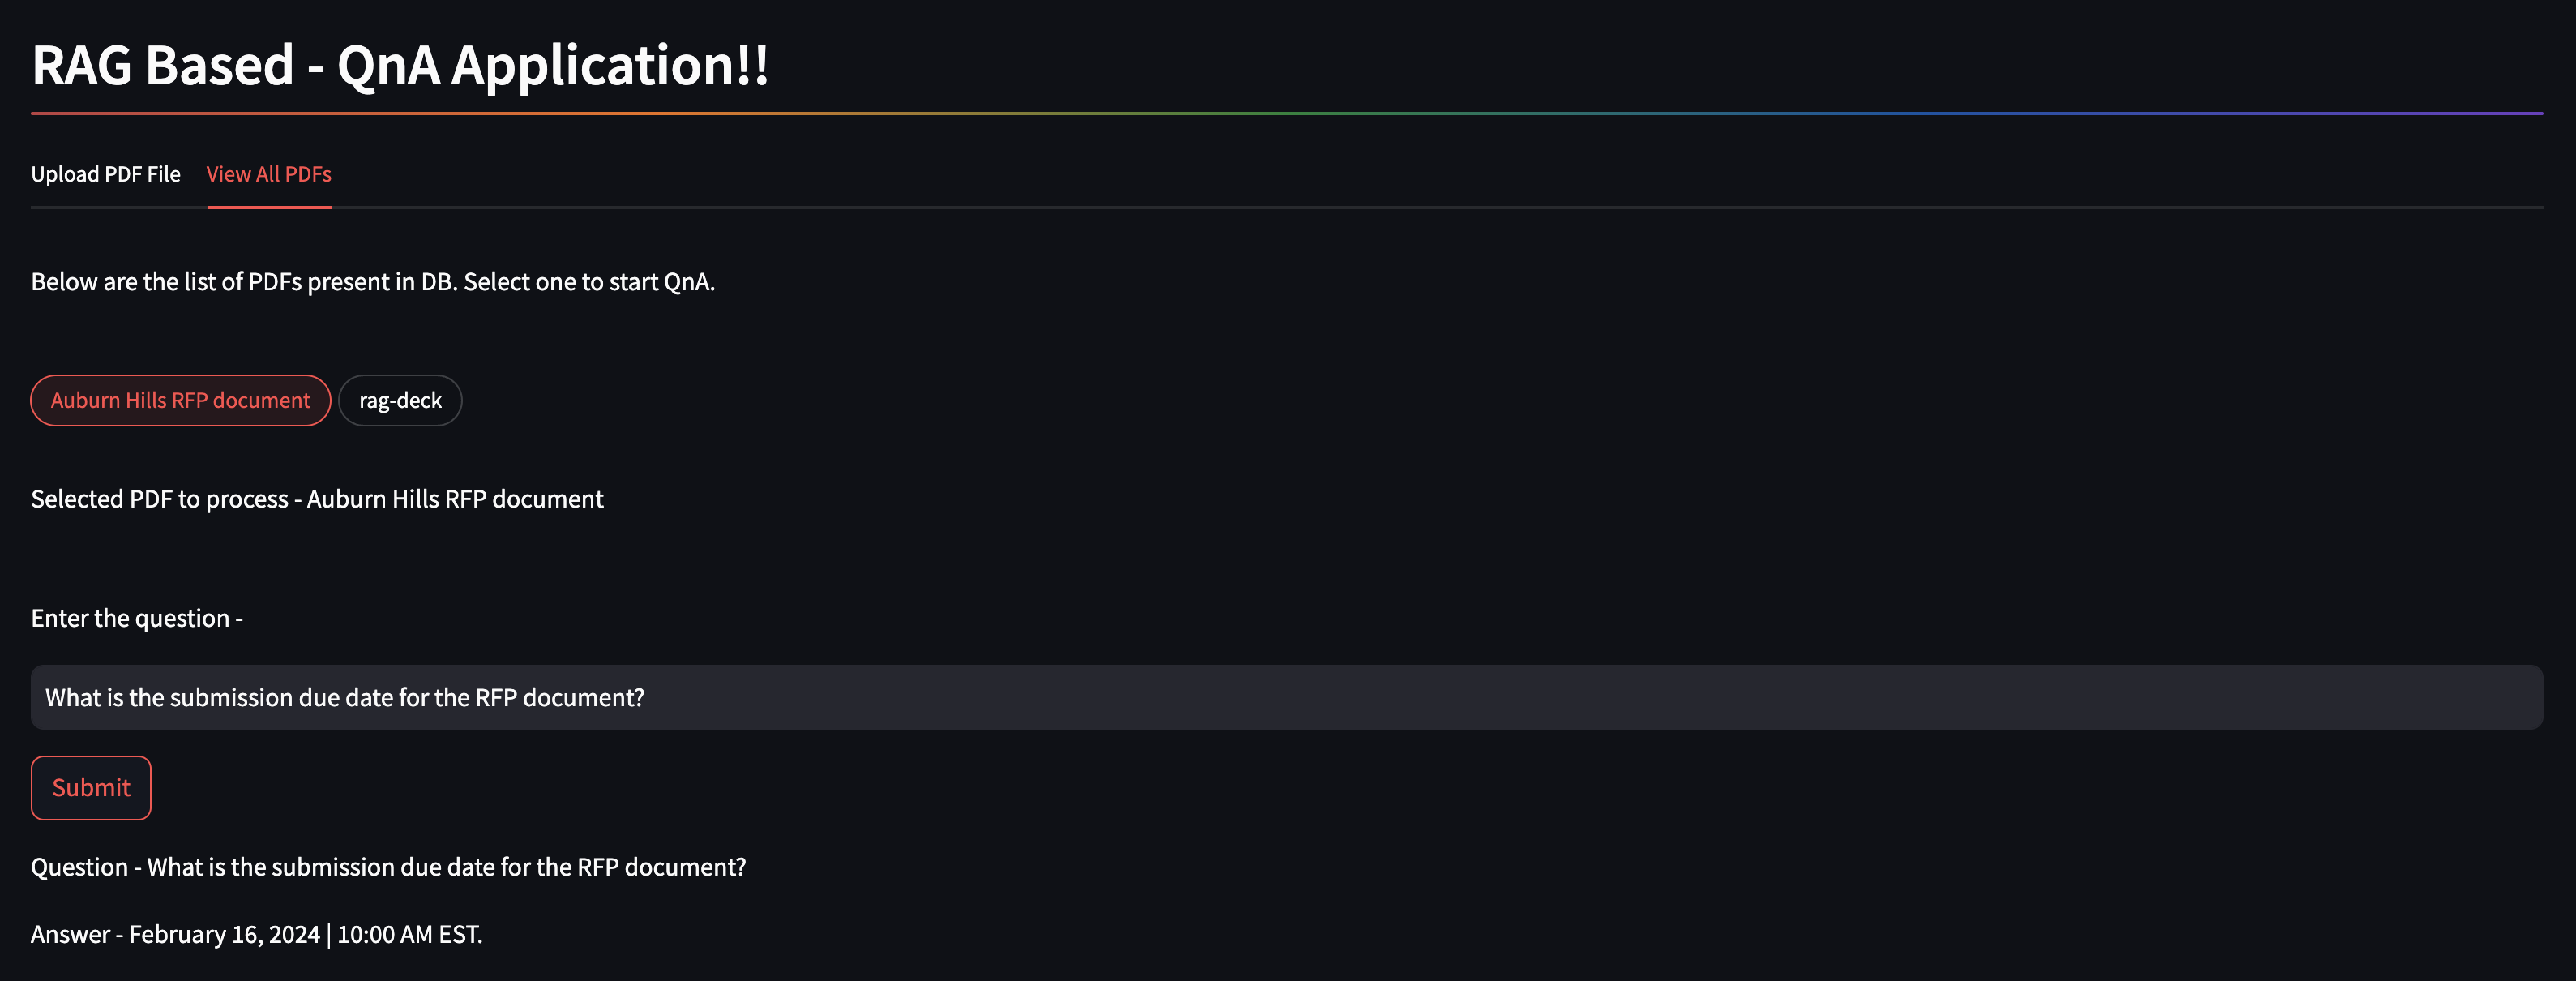 RAG Based - QnA Application!!
Upload PDF File View All PDFs
Below are the list of PDFs present in DB. Select one to start QnA.
Auburn Hills RFP document rag-deck
Selected PDF to process - Auburn Hills RFP document
Enter the question -
What is the submission due date for the RFP document?
Submit
Question - What is the submission due date for the RFP document?
Answer - February 16, 2024 | 10:00 AM EST.